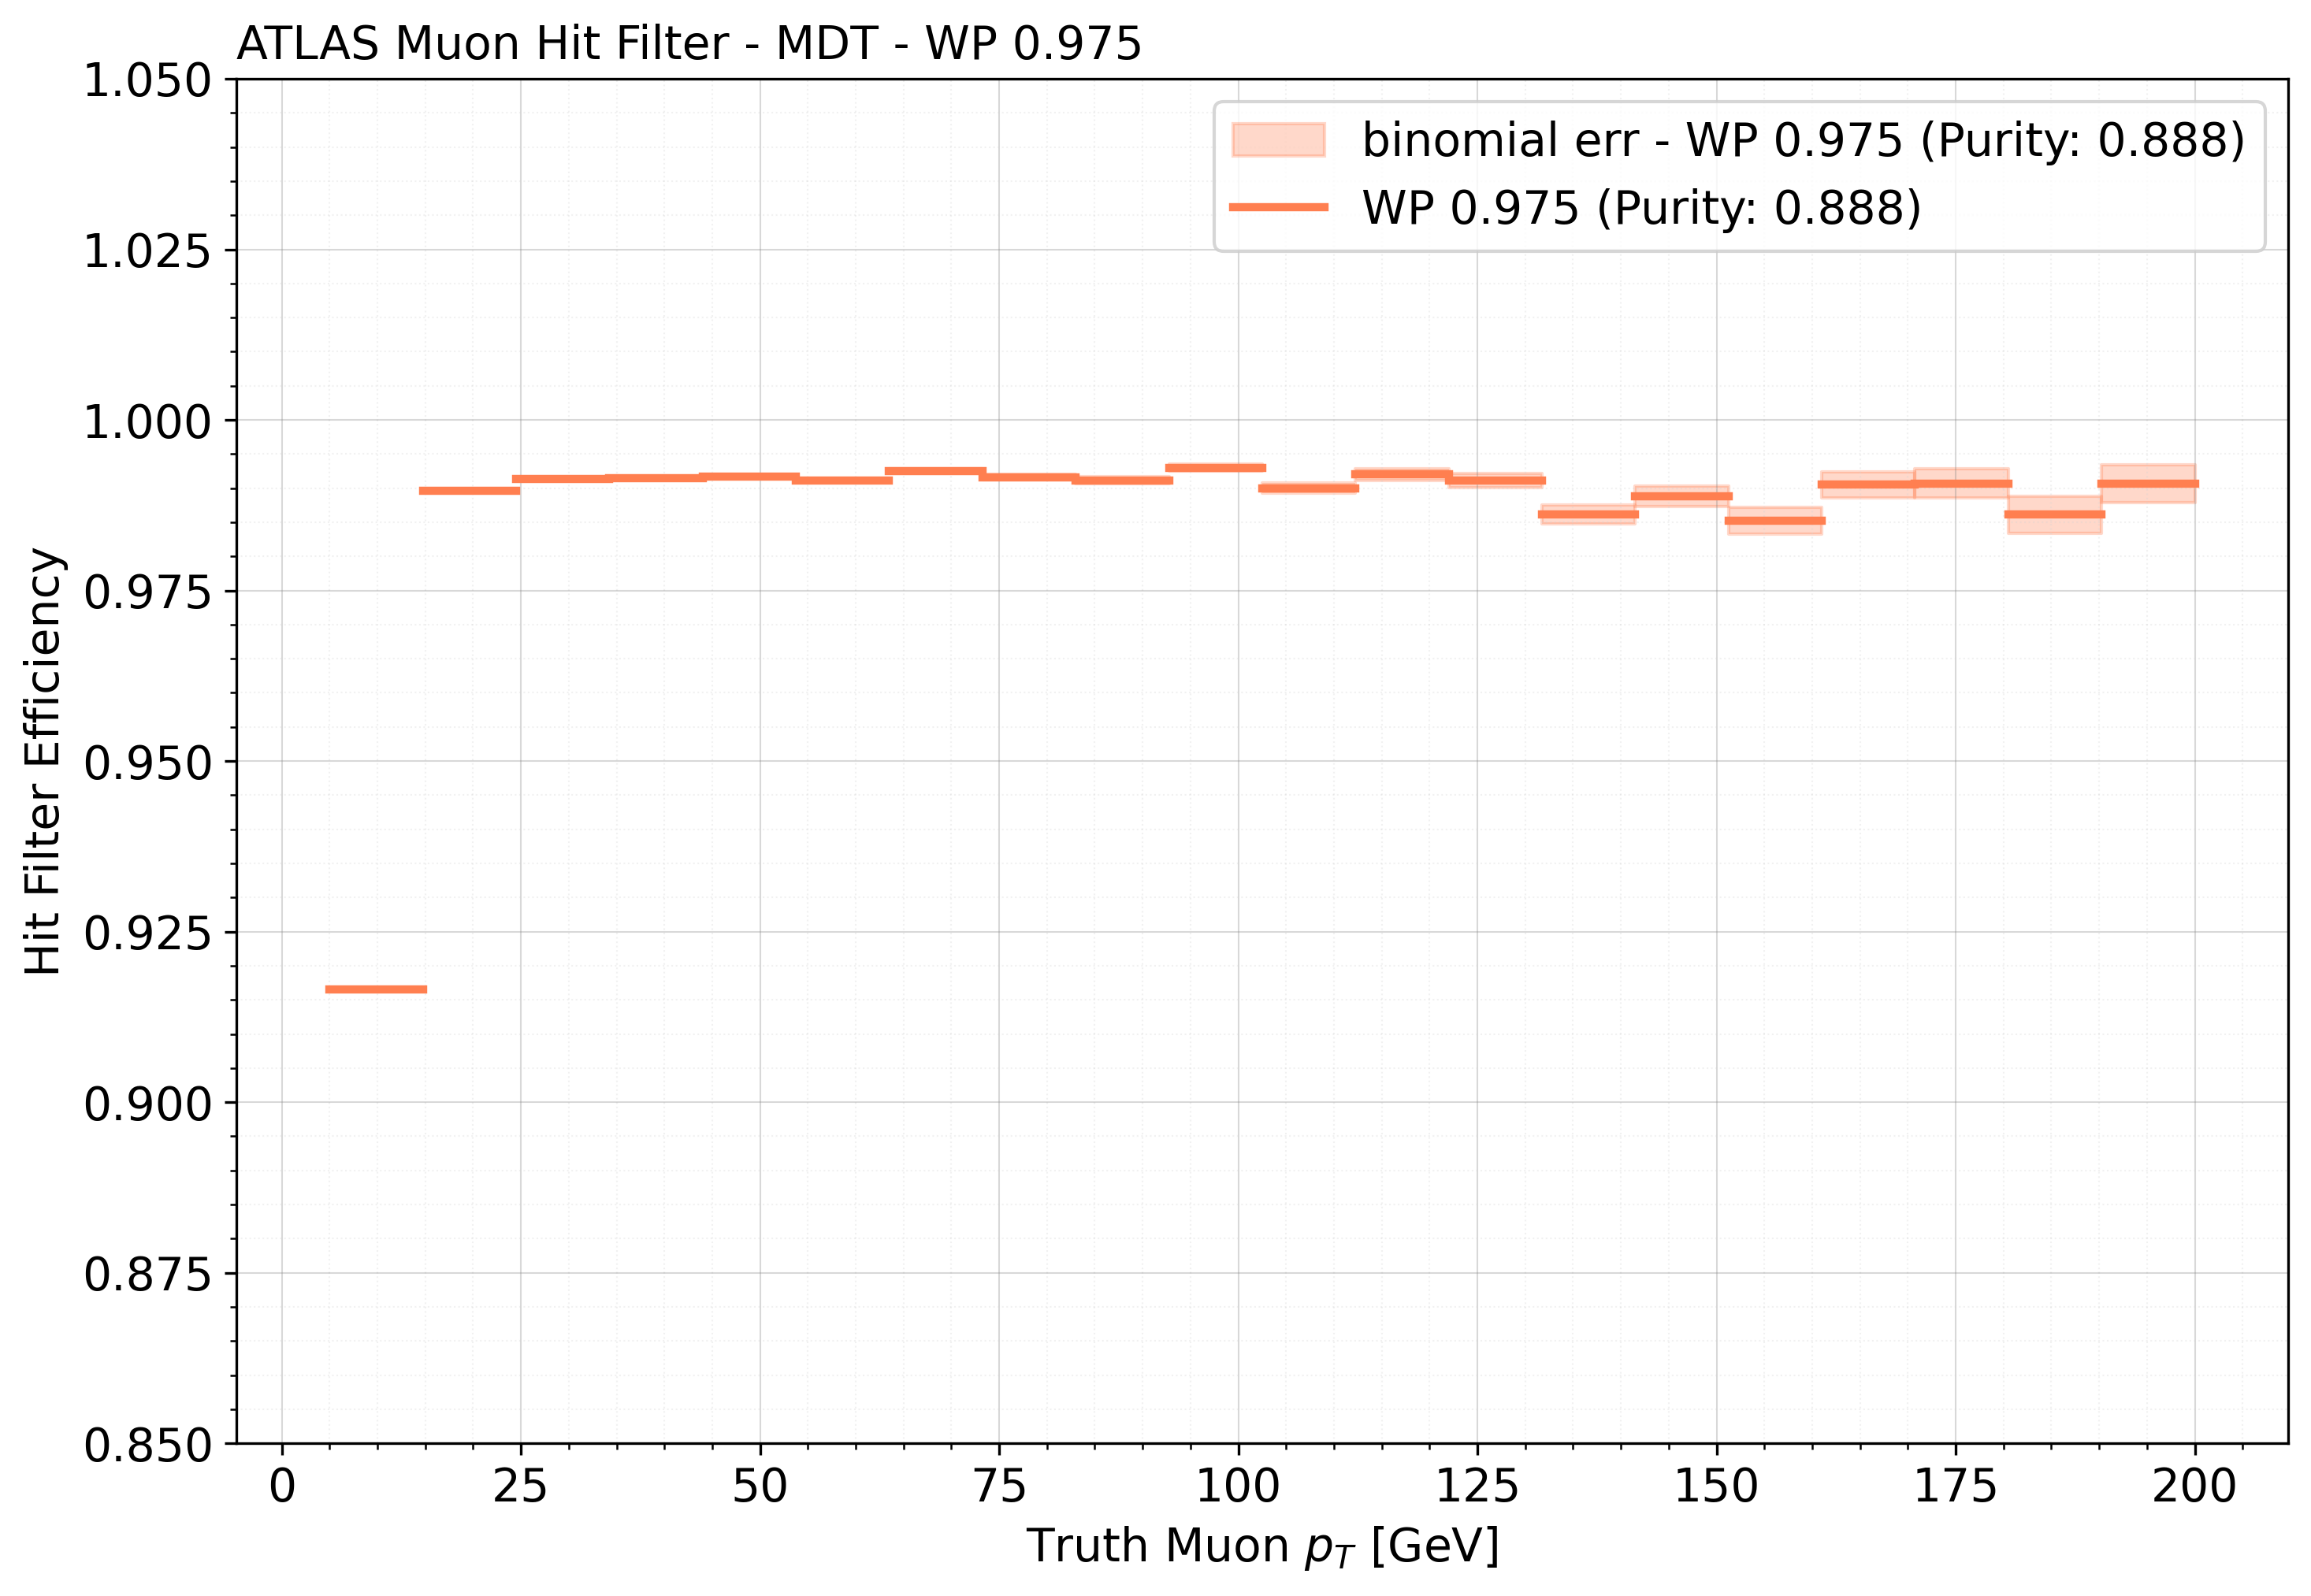 ATLAS Muon Hit Filter - MDT - WP 0.975
binomial err - WP 0.975 (Purity: 0.888)
WP 0.975 (Purity: 0.888)
Hit Filter Efficiency
1.050
1.025
1.000
0.975
0.950
0.925
0.900
0.875
0.850
0 25 50 75 100 125 150 175 200
Truth Muon p_T [GeV]